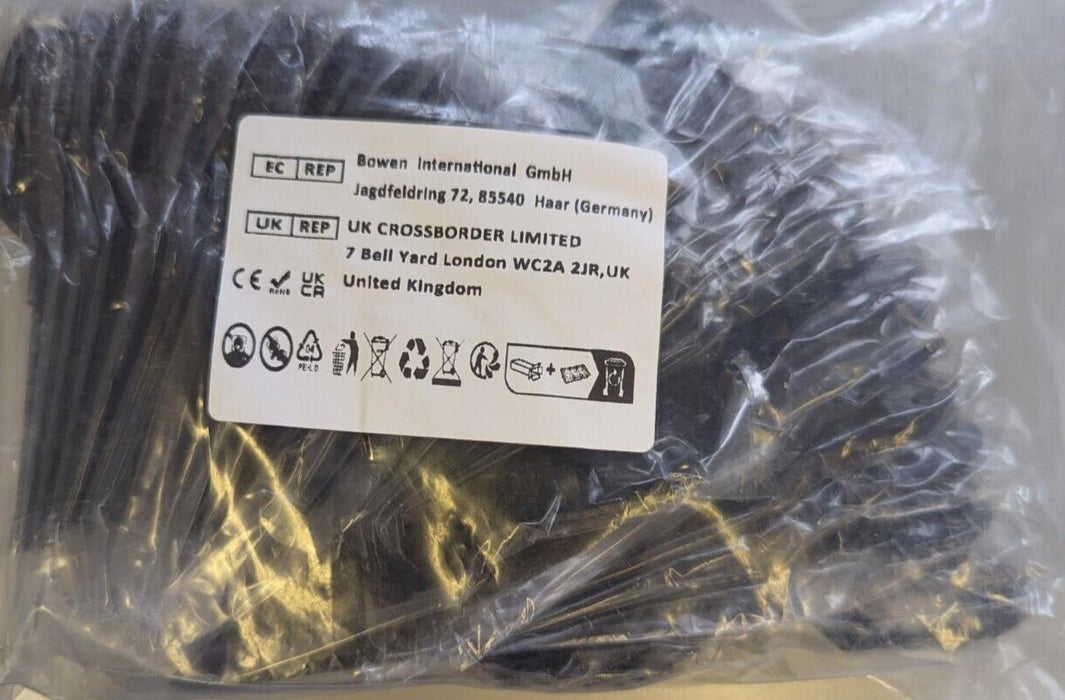 EC REP Bowen International GmbH
Jagdfeldring 72, 85540 Haar (Germany)
UK REP UK CROSSBORDER LIMITED
7 Bell Yard London WC2A 2JR,UK
CE RoHS UK CA United Kingdom
04
PE-LD